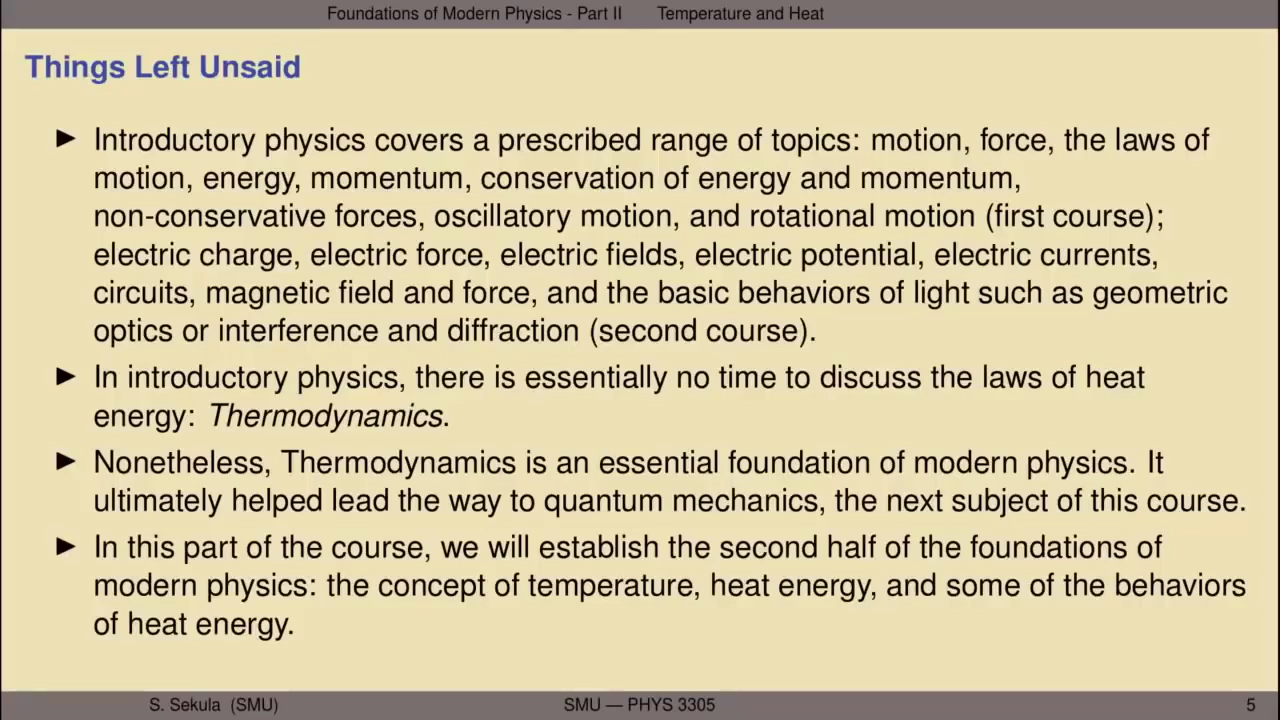 Foundations of Modern Physics - Part II Temperature and Heat
Things Left Unsaid
▶ Introductory physics covers a prescribed range of topics: motion, force, the laws of
motion, energy, momentum, conservation of energy and momentum,
non-conservative forces, oscillatory motion, and rotational motion (first course);
electric charge, electric force, electric fields, electric potential, electric currents,
circuits, magnetic field and force, and the basic behaviors of light such as geometric
optics or interference and diffraction (second course).
▶ In introductory physics, there is essentially no time to discuss the laws of heat
energy: Thermodynamics.
▶ Nonetheless, Thermodynamics is an essential foundation of modern physics. It
ultimately helped lead the way to quantum mechanics, the next subject of this course.
▶ In this part of the course, we will establish the second half of the foundations of
modern physics: the concept of temperature, heat energy, and some of the behaviors
of heat energy.
S. Sekula (SMU) SMU — PHYS 3305 5